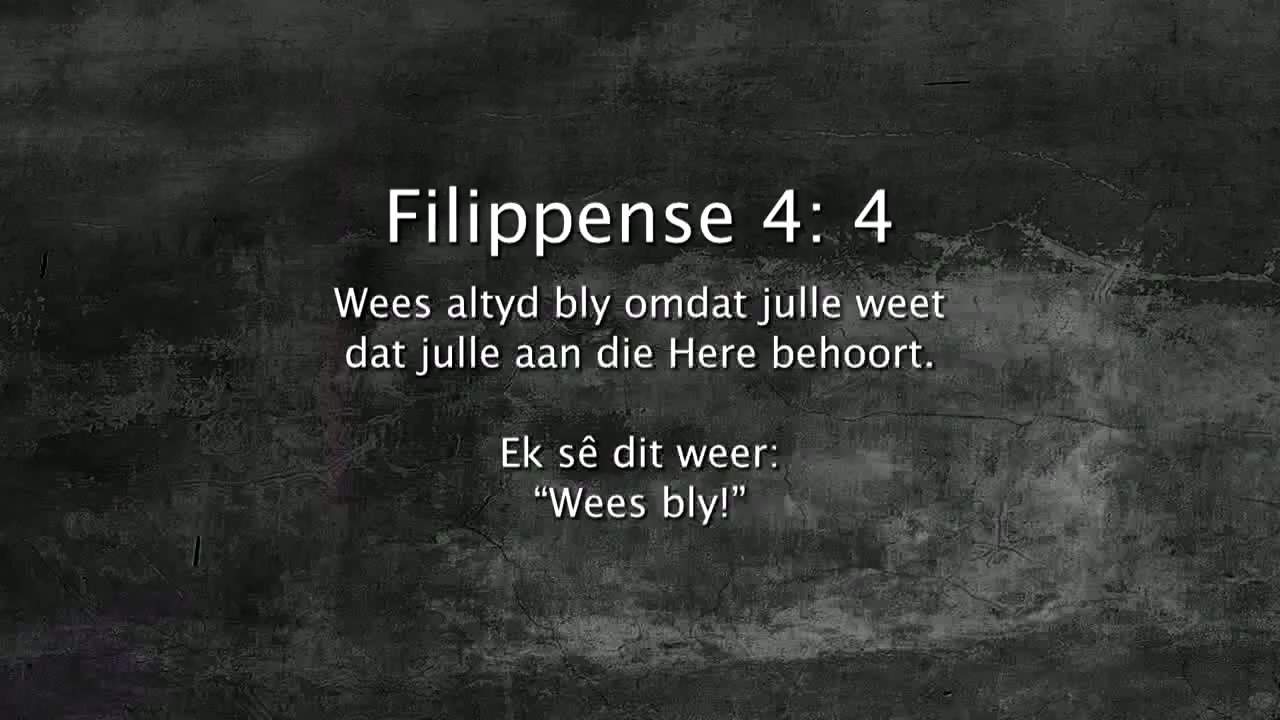 Filippense 4: 4
Wees altyd bly omdat julle weet
dat julle aan die Here behoort.
Ek sê dit weer:
“Wees bly!”